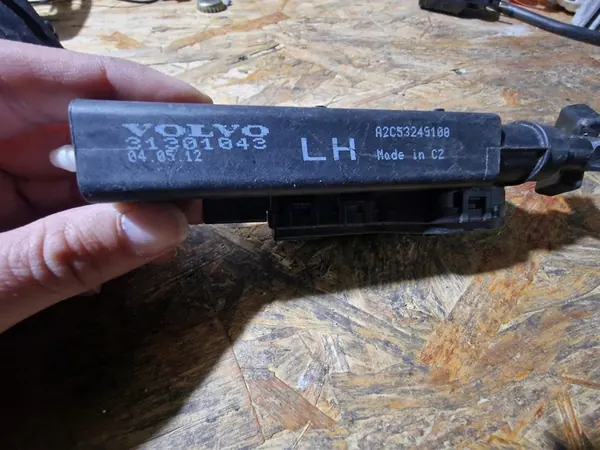 VOLVO
31301043
04.05.12
LH
A2C53249100
Made in CZ